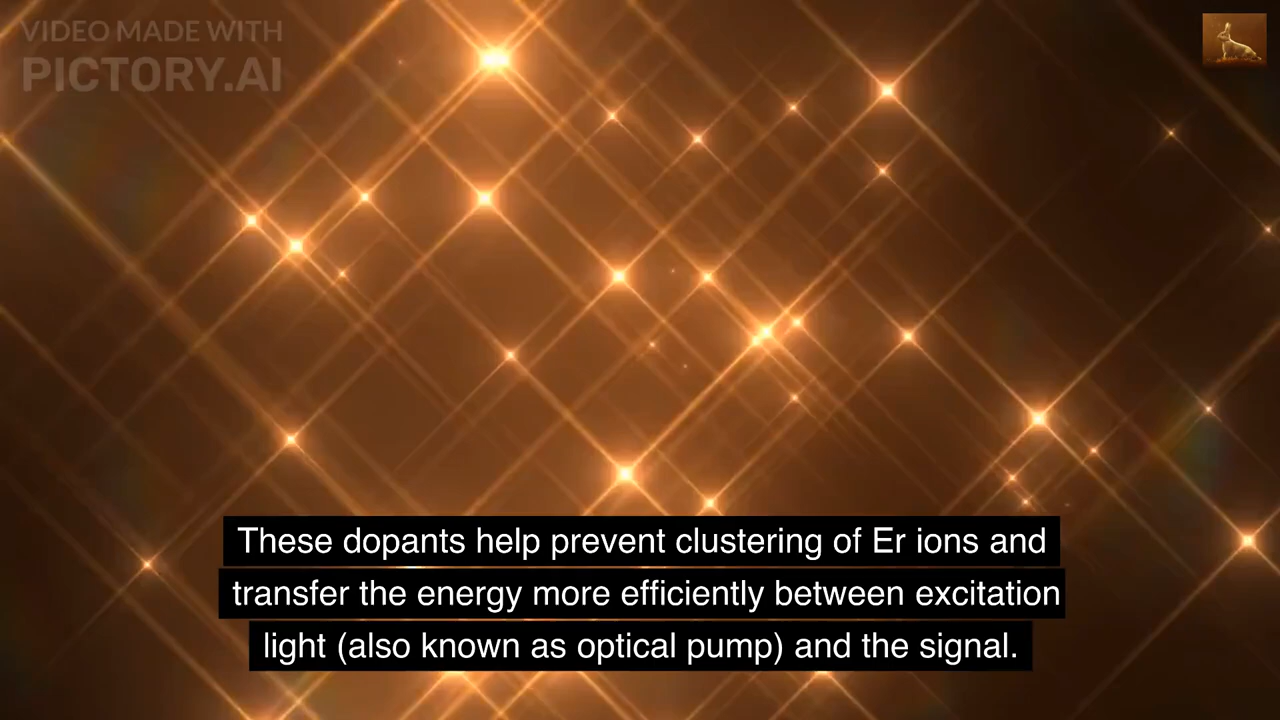 VIDEO MADE WITH
PICTORY.AI
These dopants help prevent clustering of Er ions and
transfer the energy more efficiently between excitation
light (also known as optical pump) and the signal.